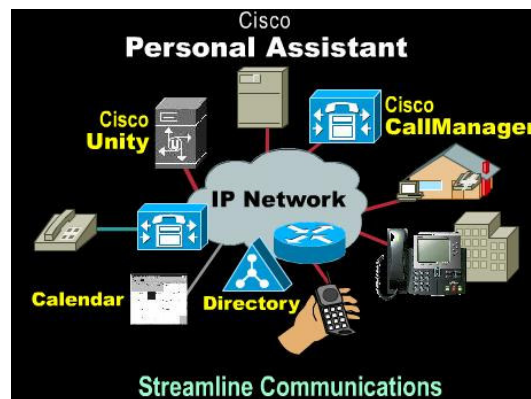 Cisco
Personal Assistant
Cisco
Unity
Cisco
CallManager
IP Network
Calendar
Directory
Streamline Communications